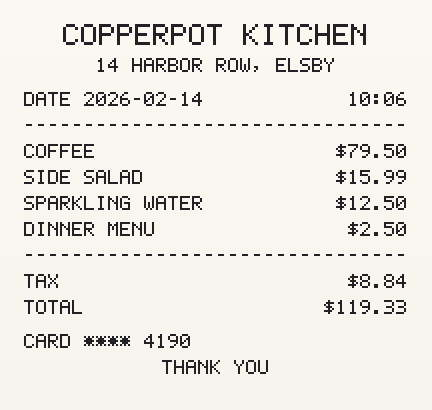 COPPERPOT KITCHEN
14 HARBOR ROW, ELSBY
DATE 2026-02-14 10:06
--------------------------------
COFFEE $79.50
SIDE SALAD $15.99
SPARKLING WATER $12.50
DINNER MENU $2.50
--------------------------------
TAX $8.84
TOTAL $119.33
CARD **** 4190
THANK YOU